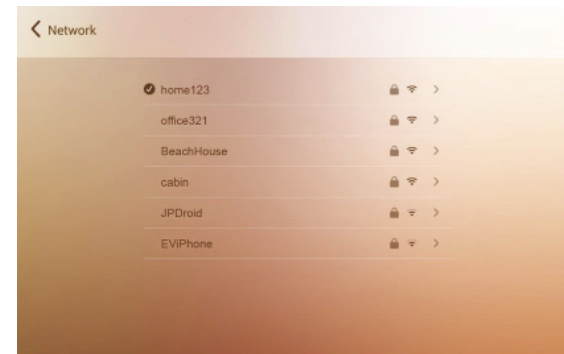 Network
home123
office321
BeachHouse
cabin
JPDroid
EViPhone